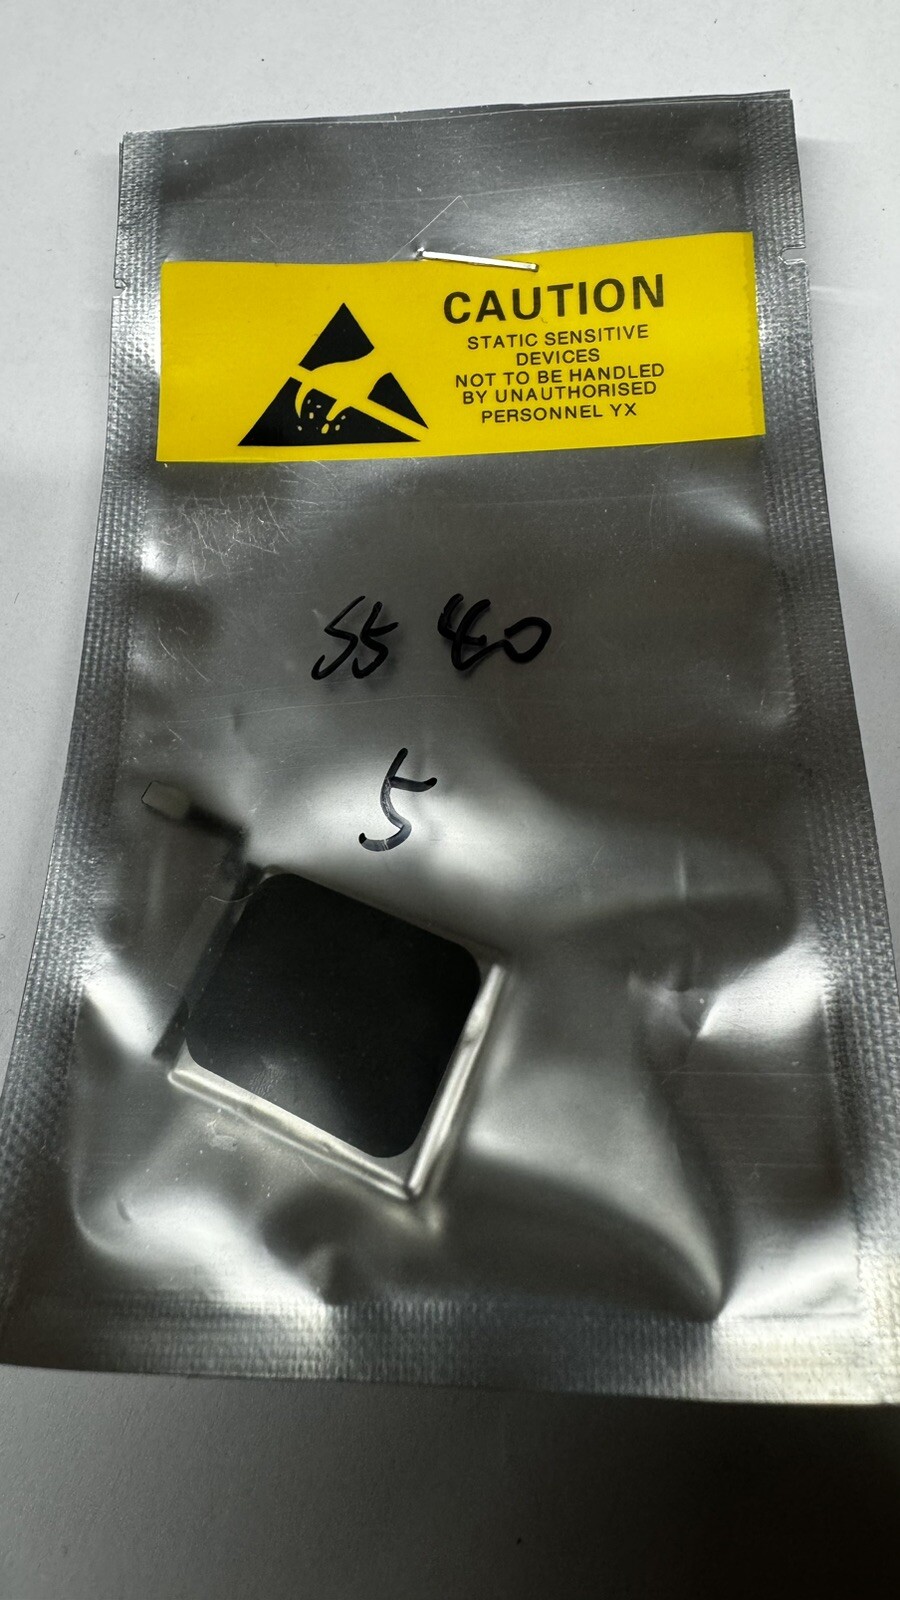 CAUTION
STATIC SENSITIVE
DEVICES
NOT TO BE HANDLED
BY UNAUTHORISED
PERSONNEL YX
55 40
5